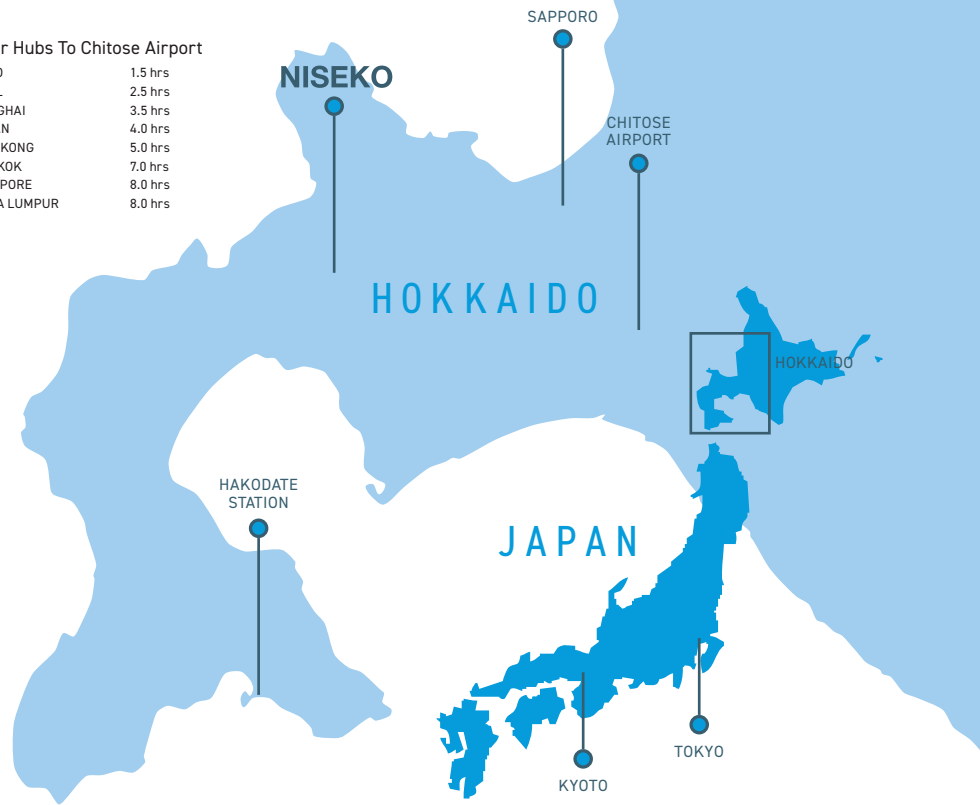 SAPPORO
r Hubs To Chitose Airport
O 1.5 hrs
L 2.5 hrs
GHAI 3.5 hrs
N 4.0 hrs
KONG 5.0 hrs
KOK 7.0 hrs
PORE 8.0 hrs
A LUMPUR 8.0 hrs
NISEKO
CHITOSE
AIRPORT
HOKKAIDO
HOKKAIDO
HAKODATE
STATION
JAPAN
TOKYO
KYOTO